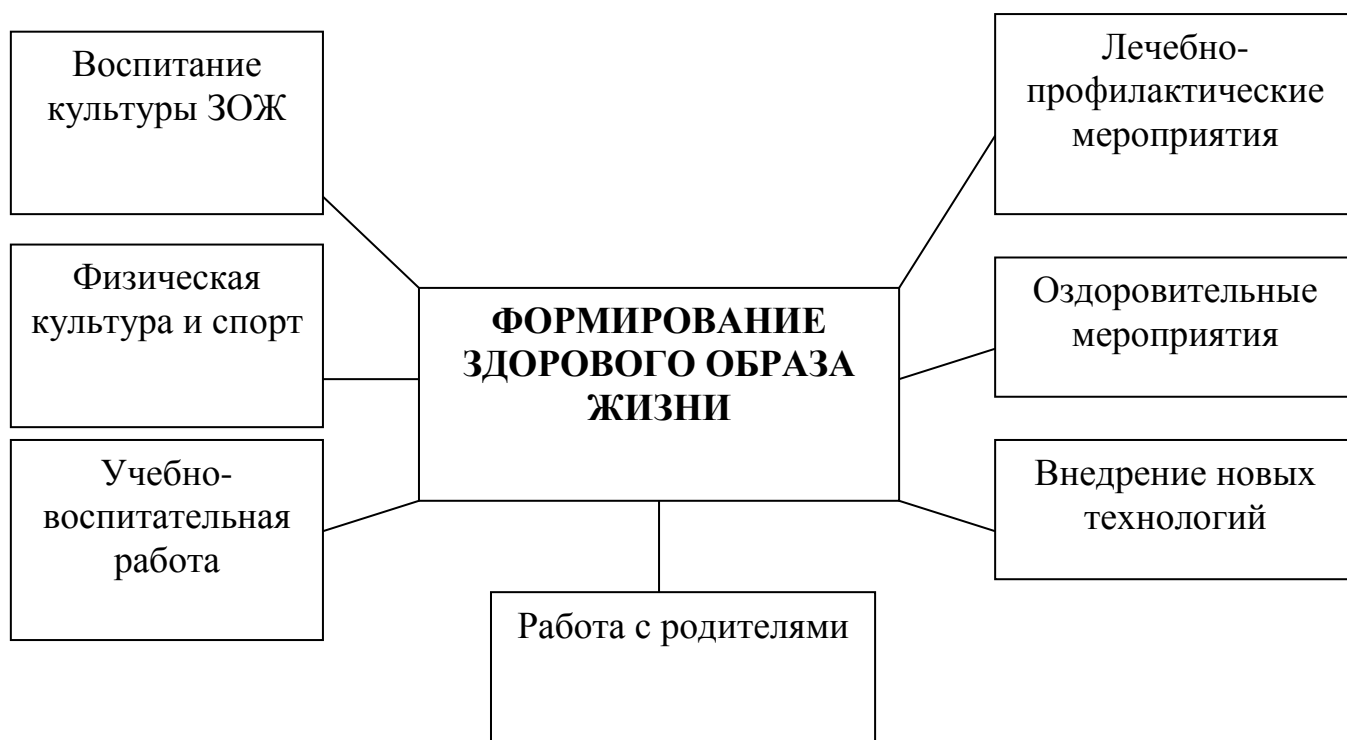 Воспитание
культуры ЗОЖ
Физическая
культура и спорт
Учебно-
воспитательная
работа
ФОРМИРОВАНИЕ
ЗДОРОВОГО ОБРАЗА
ЖИЗНИ
Работа с родителями
Лечебно-
профилактические
мероприятия
Оздоровительные
мероприятия
Внедрение новых
технологий